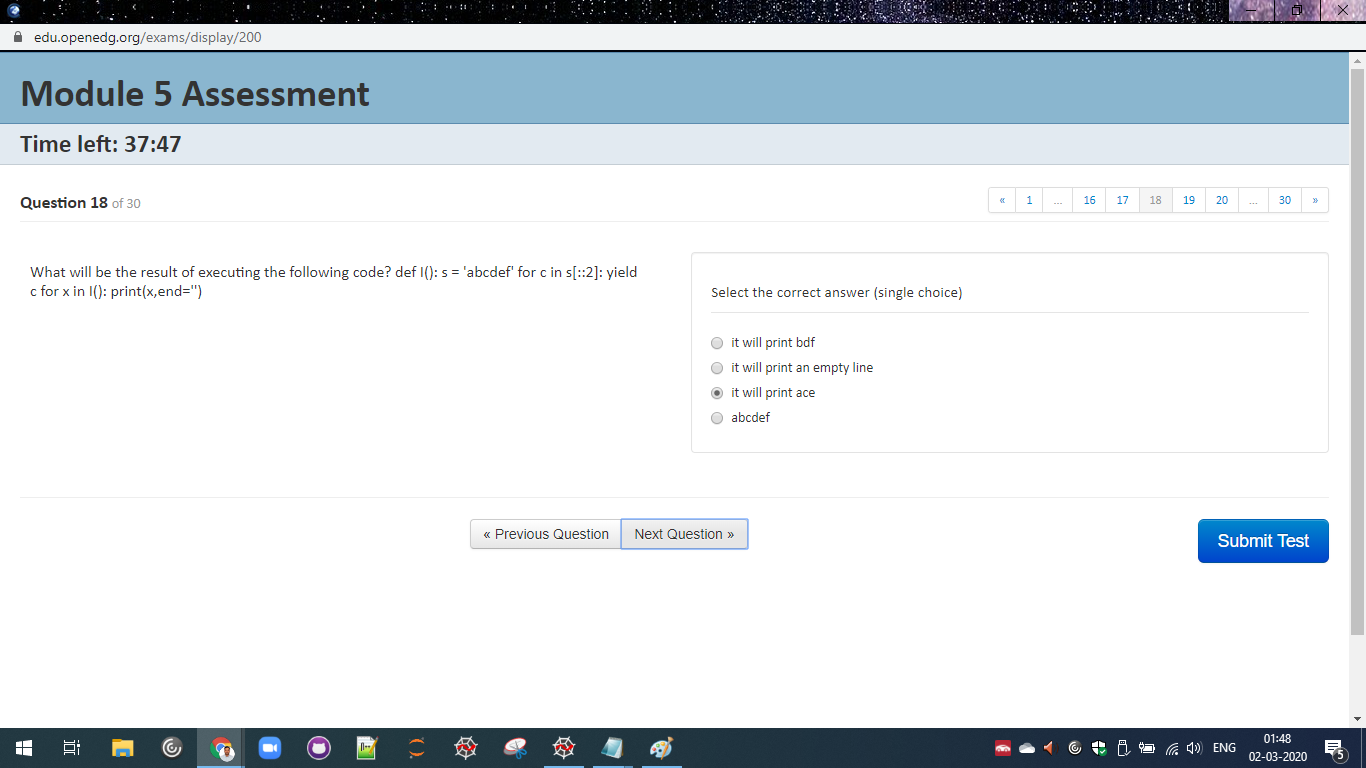 edu.openedg.org/exams/display/200
Module 5 Assessment
Time left: 37:47
Question 18 of 30
« 1 ... 16 17 18 19 20 ... 30 »
What will be the result of executing the following code? def I(): s = 'abcdef' for c in s[::2]: yield
c for x in I(): print(x,end='')
Select the correct answer (single choice)
it will print bdf
it will print an empty line
it will print ace
abcdef
« Previous Question Next Question »
Submit Test
ENG
01:48
02-03-2020
5